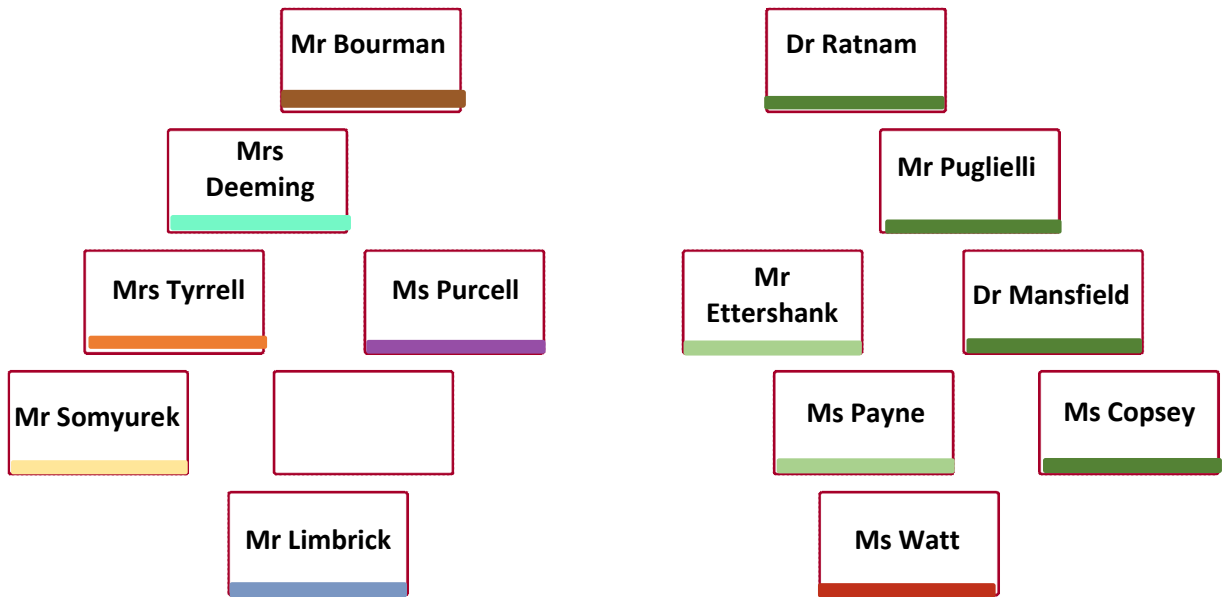 Mr Bourman
Dr Ratnam
Mrs
Deeming
Mr Puglielli
Mrs Tyrrell
Ms Purcell
Mr
Ettershank
Dr Mansfield
Mr Somyurek
Ms Payne
Ms Copsey
Mr Limbrick
Ms Watt